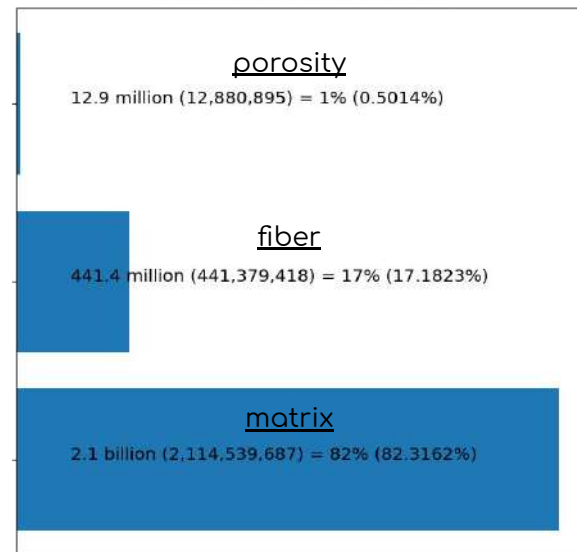 porosity
12.9 million (12,880,895) = 1% (0.5014%)
fiber
441.4 million (441,379,418) = 17% (17.1823%)
matrix
2.1 billion (2,114,539,687) = 82% (82.3162%)